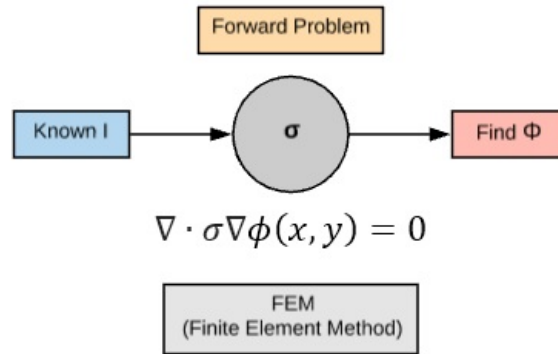 Forward Problem
Known I
σ
Find Φ
∇ · σ∇ϕ(x, y) = 0
FEM
(Finite Element Method)